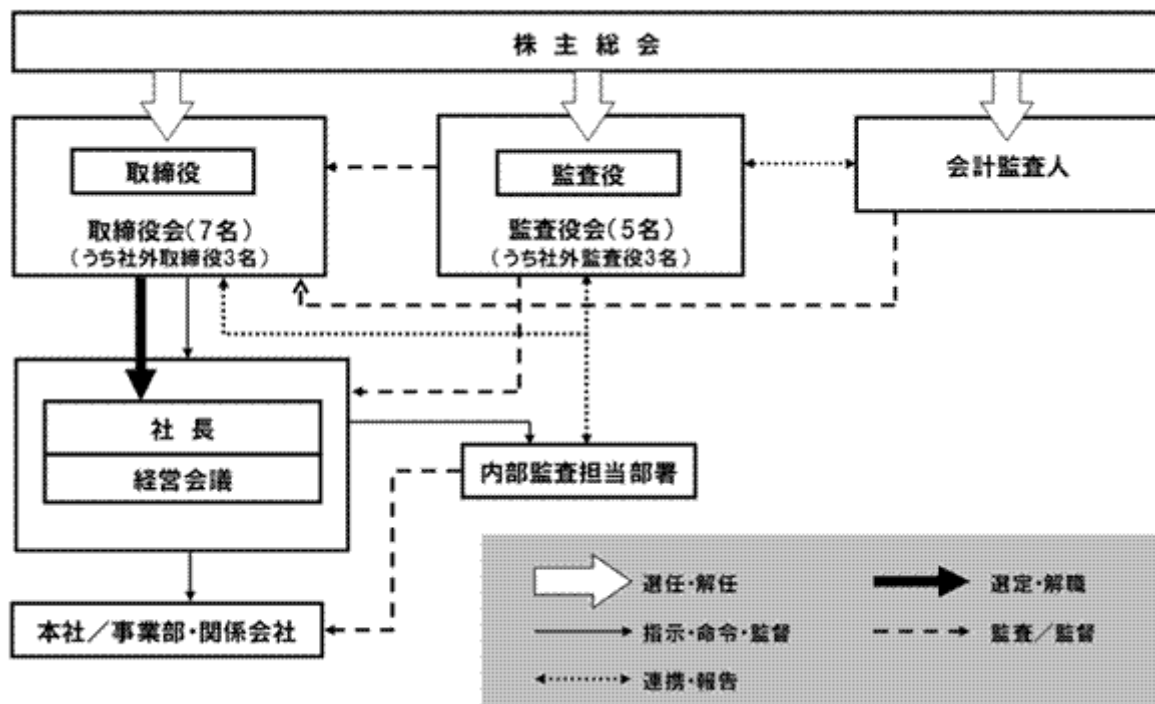 株主総会
取締役
取締役会(7名)
(うち社外取締役3名)
監査役
監査役会(5名)
(うち社外監査役3名)
会計監査人
社長
経営会議
内部監査担当部署
本社/事業部・関係会社
選任・解任
選定・解職
指示・命令・監督
監査/監督
連携・報告